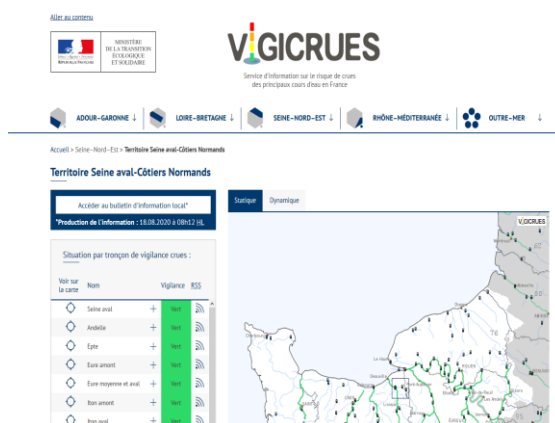 Aller au contenu
MINISTÈRE
DE LA TRANSITION
ÉCOLOGIQUE
ET SOLIDAIRE
VIGICRUES
Service d'information sur le risque de crues
des principaux cours d'eau en France
ADOUR-GARONNE ↓
LOIRE-BRETAGNE ↓
SEINE-NORD-EST ↓
RHÔNE-MÉDITERRANÉE ↓
OUTRE-MER ↓
Accueil > Seine-Nord-Est > Territoire Seine aval-Côtiers Normands
Territoire Seine aval-Côtiers Normands
Accéder au bulletin d'information local*
*Production de l'information : 18.08.2020 à 08h12 HL
Statique Dynamique
VIGICRUES
Situation par tronçon de vigilance crues :
Voir sur
la carte Nom Vigilance RSS
Seine aval + Vert
Andelle + Vert
Epte + Vert
Eure amont + Vert
Eure moyenne et aval + Vert
Iton amont + Vert
Iton aval + Vert
Le Havre
ROUEN